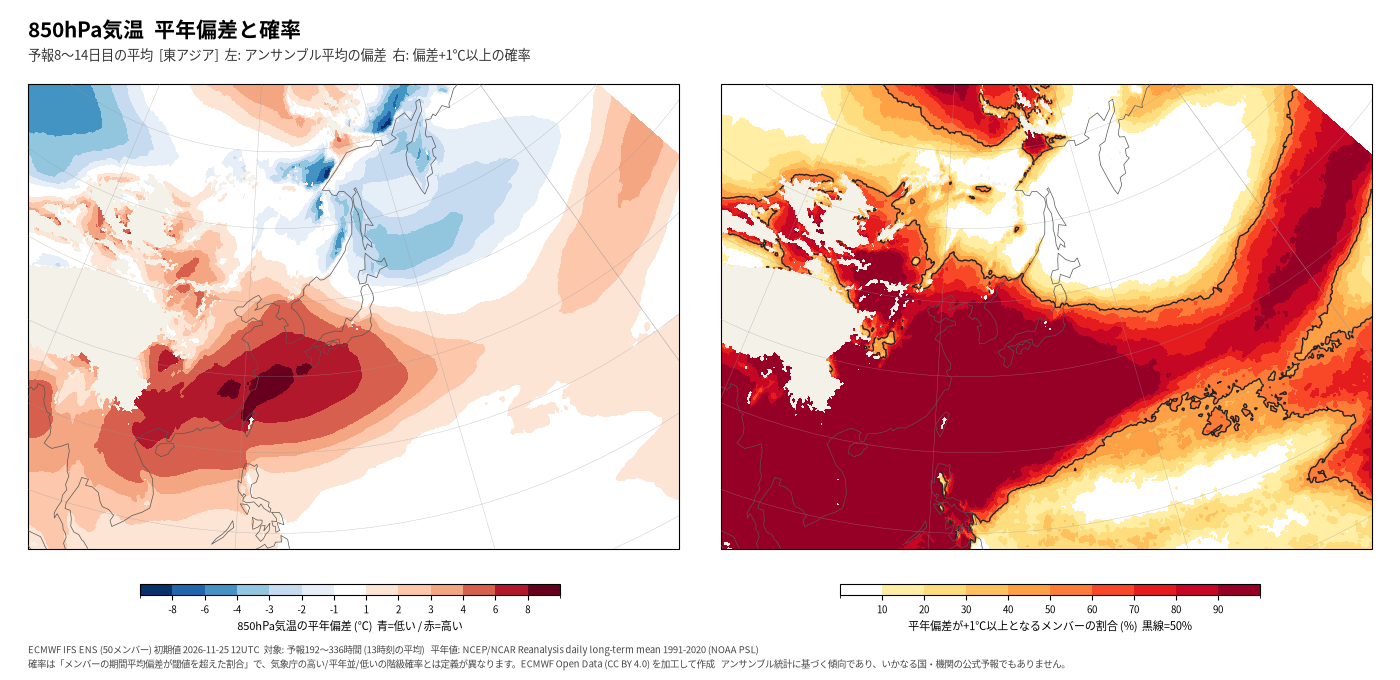 850hPa気温 平年偏差と確率
予報8～14日目の平均 [東アジア] 左: アンサンブル平均の偏差 右: 偏差+1℃以上の確率
-8 -6 -4 -3 -2 -1 1 2 3 4 6 8
850hPa気温の平年偏差 (℃) 青=低い / 赤=高い
10 20 30 40 50 60 70 80 90
平年偏差が+1℃以上となるメンバーの割合 (%) 黒線=50%
ECMWF IFS ENS (50メンバー) 初期値 2026-11-25 12UTC 対象: 予報192～336時間 (13時刻の平均) 平年値: NCEP/NCAR Reanalysis daily long-term mean 1991-2020 (NOAA PSL)
確率は「メンバーの期間平均偏差が閾値を超えた割合」で、気象庁の高い/平年並/低いの階級確率とは定義が異なります。ECMWF Open Data (CC BY 4.0) を加工して作成 アンサンブル統計に基づく傾向であり、いかなる国・機関の公式予報でもありません。